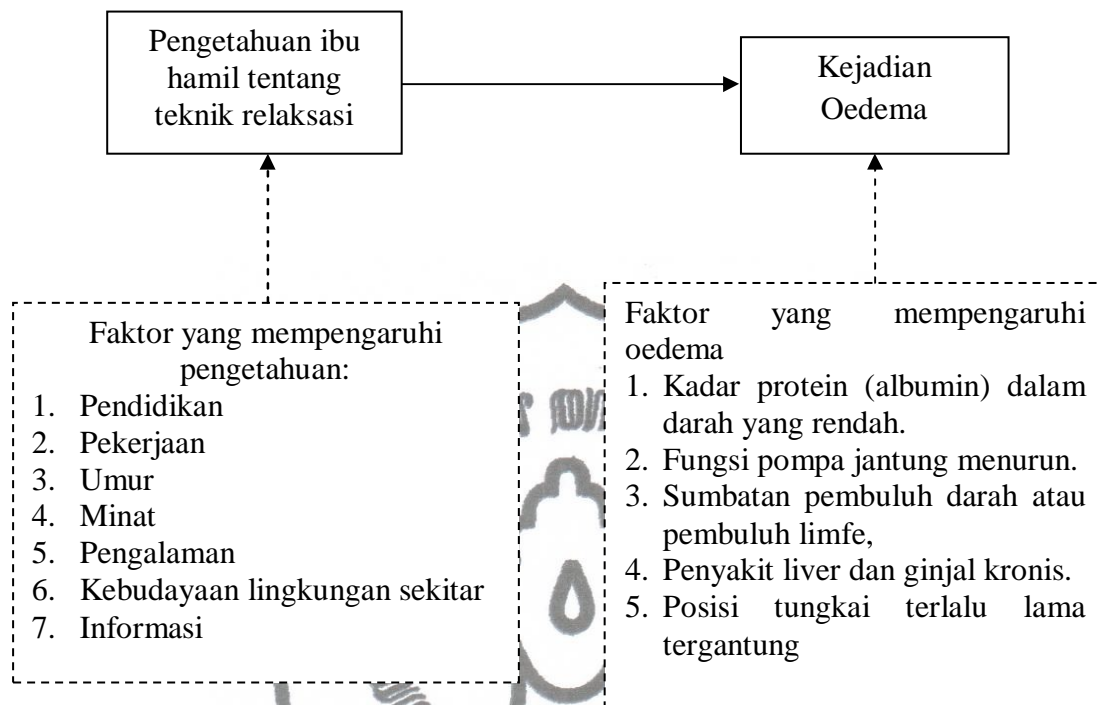 Pengetahuan ibu
hamil tentang
teknik relaksasi
Kejadian
Oedema
Faktor yang mempengaruhi
pengetahuan:
1. Pendidikan
2. Pekerjaan
3. Umur
4. Minat
5. Pengalaman
6. Kebudayaan lingkungan sekitar
7. Informasi
Faktor yang mempengaruhi
oedema
1. Kadar protein (albumin) dalam
darah yang rendah.
2. Fungsi pompa jantung menurun.
3. Sumbatan pembuluh darah atau
pembuluh limfe,
4. Penyakit liver dan ginjal kronis.
5. Posisi tungkai terlalu lama
tergantung